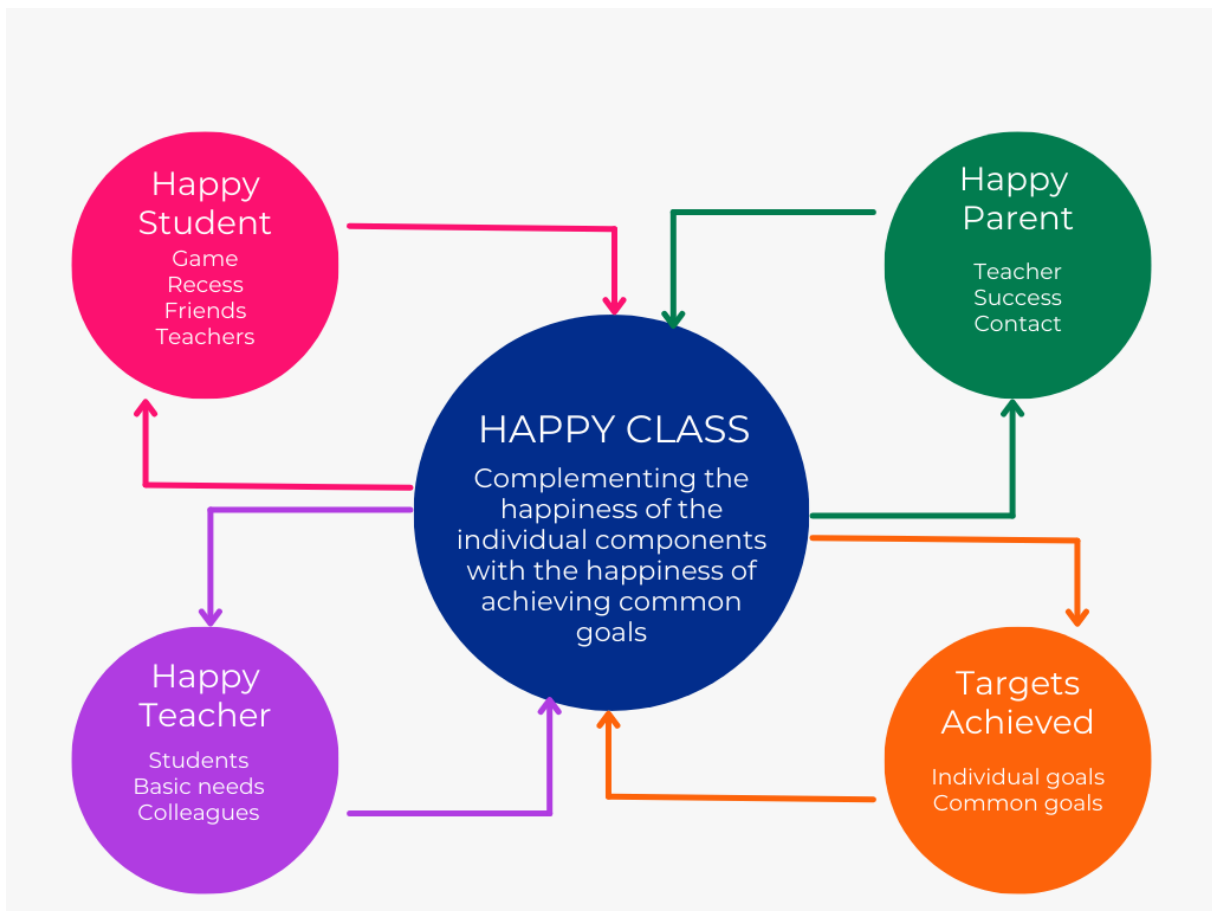 Happy
Student
Game
Recess
Friends
Teachers
Happy
Parent
Teacher
Success
Contact
HAPPY CLASS
Complementing the
happiness of the
individual components
with the happiness of
achieving common
goals
Happy
Teacher
Students
Basic needs
Colleagues
Targets
Achieved
Individual goals
Common goals